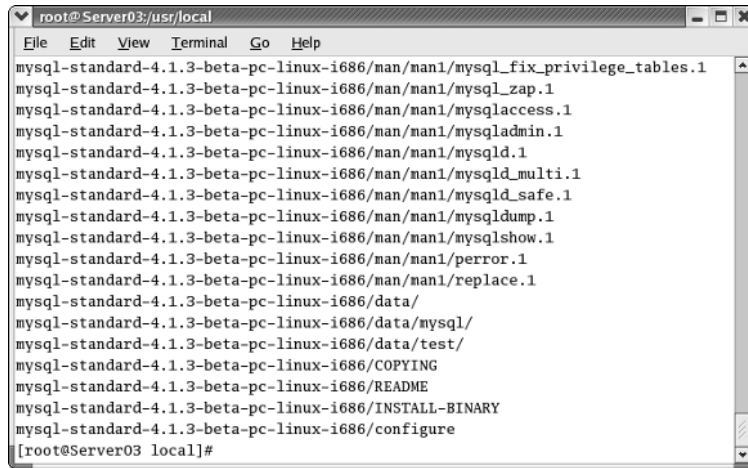 root@Server03:/usr/local
File Edit View Terminal Go Help
mysql-standard-4.1.3-beta-pc-linux-i686/man/man1/mysql_fix_privilege_tables.1
mysql-standard-4.1.3-beta-pc-linux-i686/man/man1/mysql_zap.1
mysql-standard-4.1.3-beta-pc-linux-i686/man/man1/mysqlaccess.1
mysql-standard-4.1.3-beta-pc-linux-i686/man/man1/mysqladmin.1
mysql-standard-4.1.3-beta-pc-linux-i686/man/man1/mysqld.1
mysql-standard-4.1.3-beta-pc-linux-i686/man/man1/mysqld_multi.1
mysql-standard-4.1.3-beta-pc-linux-i686/man/man1/mysqld_safe.1
mysql-standard-4.1.3-beta-pc-linux-i686/man/man1/mysqldump.1
mysql-standard-4.1.3-beta-pc-linux-i686/man/man1/mysqlshow.1
mysql-standard-4.1.3-beta-pc-linux-i686/man/man1/perror.1
mysql-standard-4.1.3-beta-pc-linux-i686/man/man1/replace.1
mysql-standard-4.1.3-beta-pc-linux-i686/data/
mysql-standard-4.1.3-beta-pc-linux-i686/data/mysql/
mysql-standard-4.1.3-beta-pc-linux-i686/data/test/
mysql-standard-4.1.3-beta-pc-linux-i686/COPYING
mysql-standard-4.1.3-beta-pc-linux-i686/README
mysql-standard-4.1.3-beta-pc-linux-i686/INSTALL-BINARY
mysql-standard-4.1.3-beta-pc-linux-i686/configure
[root@Server03 local]#